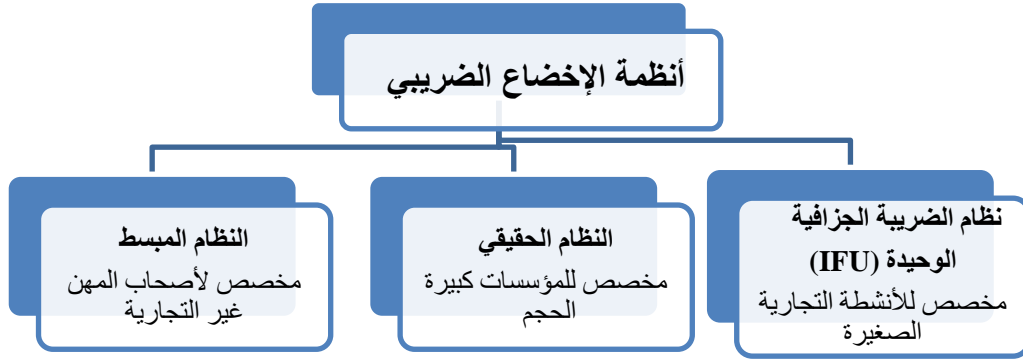 أنظمة الإخضاع الضريبي
نظام الضريبة الجزافية
الوحيدة (IFU)
مخصص للأنشطة التجارية
الصغيرة
النظام الحقيقي
مخصص للمؤسسات كبيرة
الحجم
النظام المبسط
مخصص لأصحاب المهن
غير التجارية